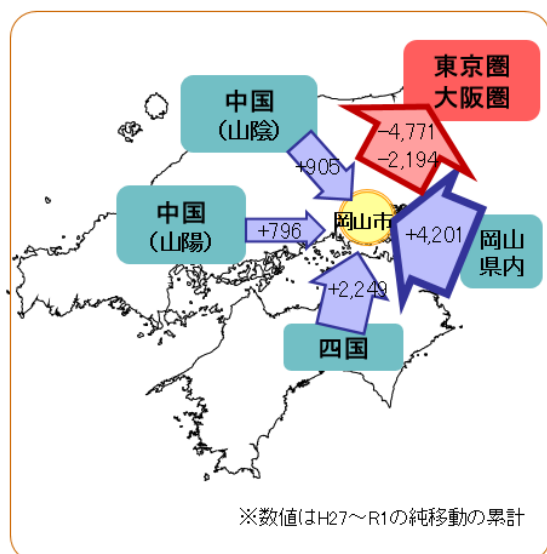 東京圏
大阪圏
−4,771
−2,194
中国
（山陰）
+905
中国
（山陽）
+796
岡山市
+4,201
岡山
県内
+2,249
四国
※数値はH27～R1の純移動の累計